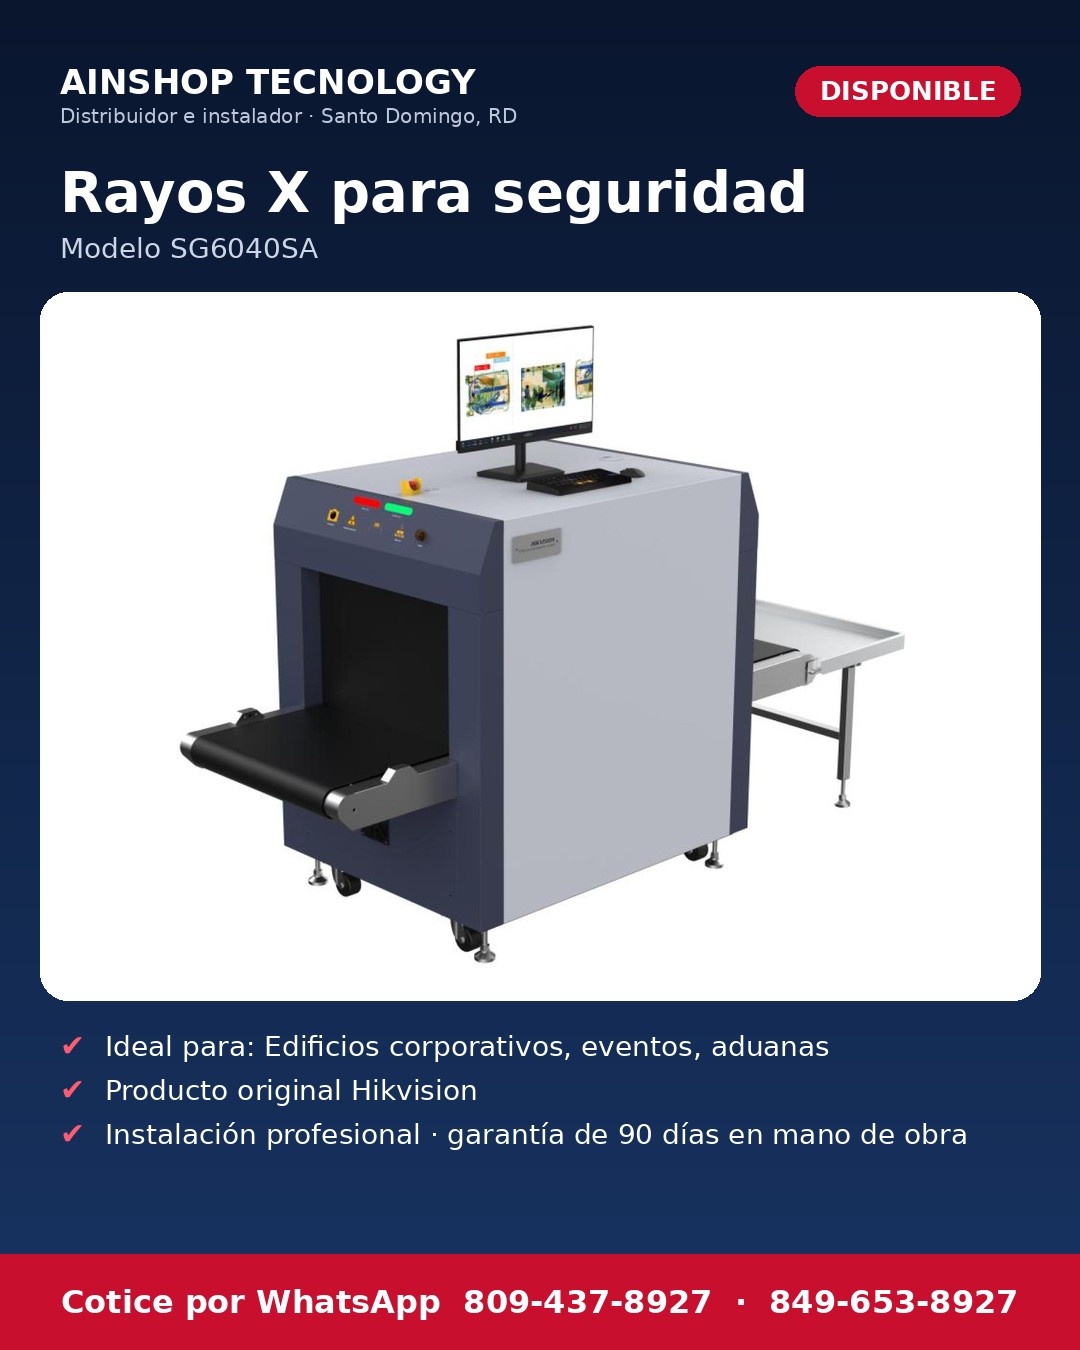 AINSHOP TECNOLOGY
Distribuidor e instalador · Santo Domingo, RD
DISPONIBLE
Rayos X para seguridad
Modelo SG6040SA
HIKVISION
✔ Ideal para: Edificios corporativos, eventos, aduanas
✔ Producto original Hikvision
✔ Instalación profesional · garantía de 90 días en mano de obra
Cotice por WhatsApp 809-437-8927 · 849-653-8927